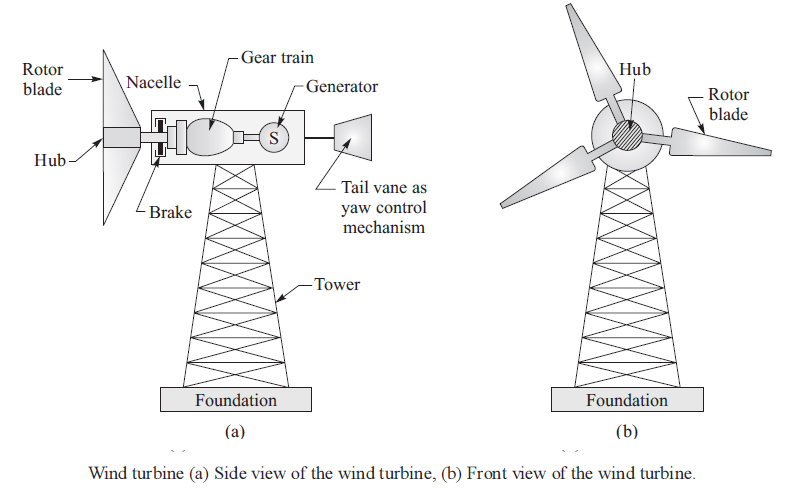 Gear train
Rotor
blade
Nacelle
Generator
S
Hub
Brake
Tail vane as
yaw control
mechanism
Tower
Foundation
(a)
Hub
Rotor
blade
Foundation
(b)
Wind turbine (a) Side view of the wind turbine, (b) Front view of the wind turbine.